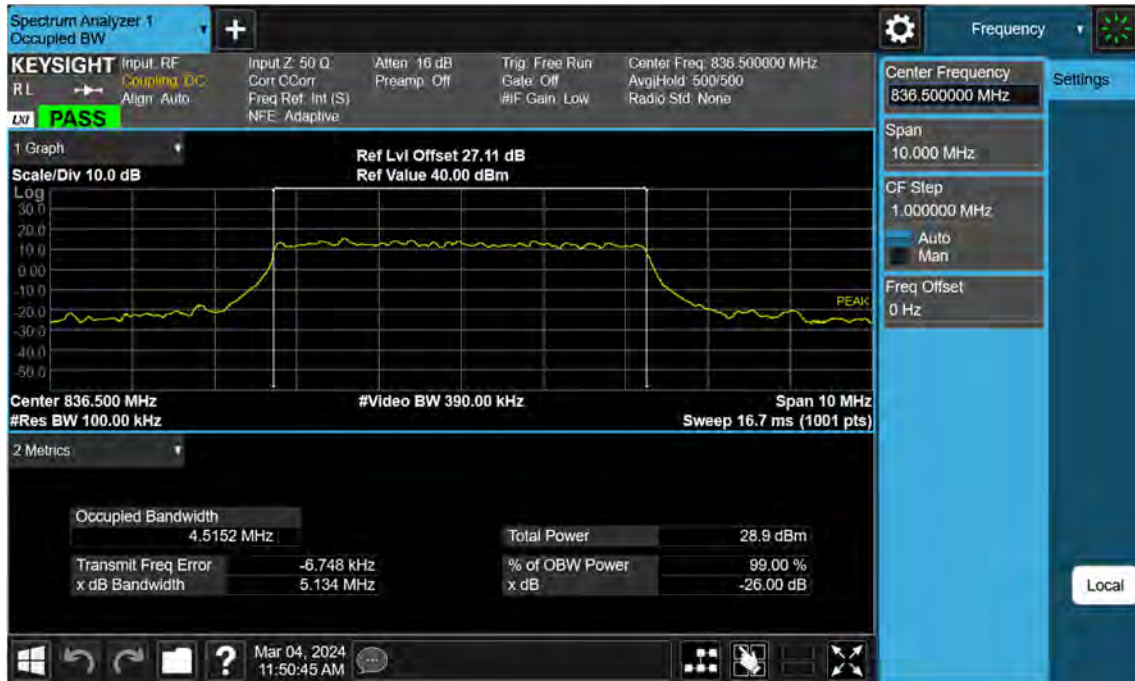 Spectrum Analyzer 1
Occupied BW
+
Frequency
KEYSIGHT
RL
LXI PASS
Input: RF
Coupling: DC
Align: Auto
Input Z: 50 Ω
Corr CCorr
Freq Ref: Int (S)
NFE: Adaptive
Atten: 16 dB
Preamp: Off
Trig: Free Run
Gate: Off
#IF Gain: Low
Center Freq: 836.500000 MHz
Avg|Hold: 500/500
Radio Std: None
Center Frequency
836.500000 MHz
Settings
Span
10.000 MHz
CF Step
1.000000 MHz
Auto
Man
Freq Offset
0 Hz
Local
1 Graph
Scale/Div 10.0 dB
Ref Lvl Offset 27.11 dB
Ref Value 40.00 dBm
Log
30.0
20.0
10.0
0.00
-10.0
-20.0
-30.0
-40.0
-50.0
PEAK
Center 836.500 MHz
#Video BW 390.00 kHz
Span 10 MHz
#Res BW 100.00 kHz
Sweep 16.7 ms (1001 pts)
2 Metrics
Occupied Bandwidth
4.5152 MHz
Total Power 28.9 dBm
Transmit Freq Error -6.748 kHz
% of OBW Power 99.00 %
x dB Bandwidth 5.134 MHz
x dB -26.00 dB
?
Mar 04, 2024
11:50:45 AM